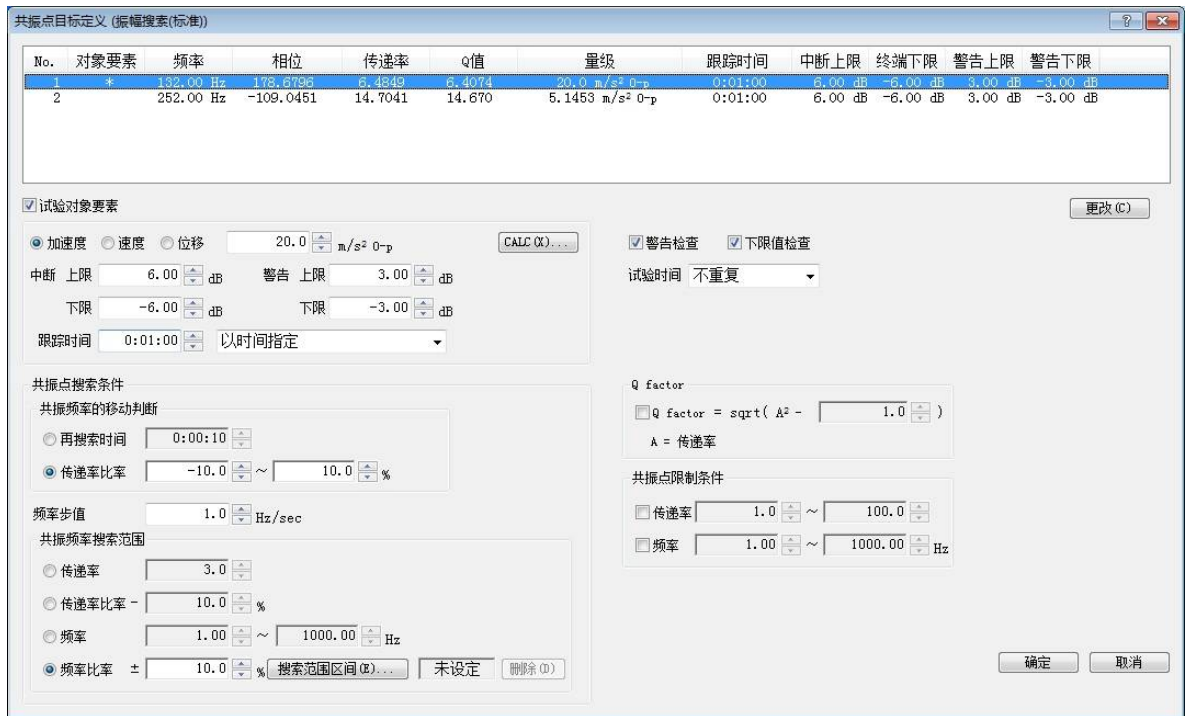 共振点目标定义 (振幅搜索(标准))
No. 对象要素 频率 相位 传递率 Q值 量级 跟踪时间 中断上限 终端下限 警告上限 警告下限
1 * 132.00 Hz 178.6796 6.4849 6.4074 20.0 m/s² 0-p 0:01:00 6.00 dB -6.00 dB 3.00 dB -3.00 dB
2 252.00 Hz -109.0451 14.7041 14.670 5.1453 m/s² 0-p 0:01:00 6.00 dB -6.00 dB 3.00 dB -3.00 dB
试验对象要素 更改(C)
加速度 速度 位移 20.0 m/s² 0-p CALC(X)... 警告检查 下限值检查
中断 上限 6.00 dB 警告 上限 3.00 dB 试验时间 不重复
下限 -6.00 dB 下限 -3.00 dB
跟踪时间 0:01:00 以时间指定
共振点搜索条件 Q factor
共振频率的移动判断 Q factor = sqrt( A² - 1.0 )
再搜索时间 0:00:10 A = 传递率
传递率比率 -10.0 ~ 10.0 % 共振点限制条件
频率步值 1.0 Hz/sec 传递率 1.0 ~ 100.0
共振频率搜索范围 频率 1.00 ~ 1000.00 Hz
传递率 3.0
传递率比率 - 10.0 %
频率 1.00 ~ 1000.00 Hz
频率比率 ± 10.0 % 搜索范围区间(E)... 未设定 删除(D) 确定 取消